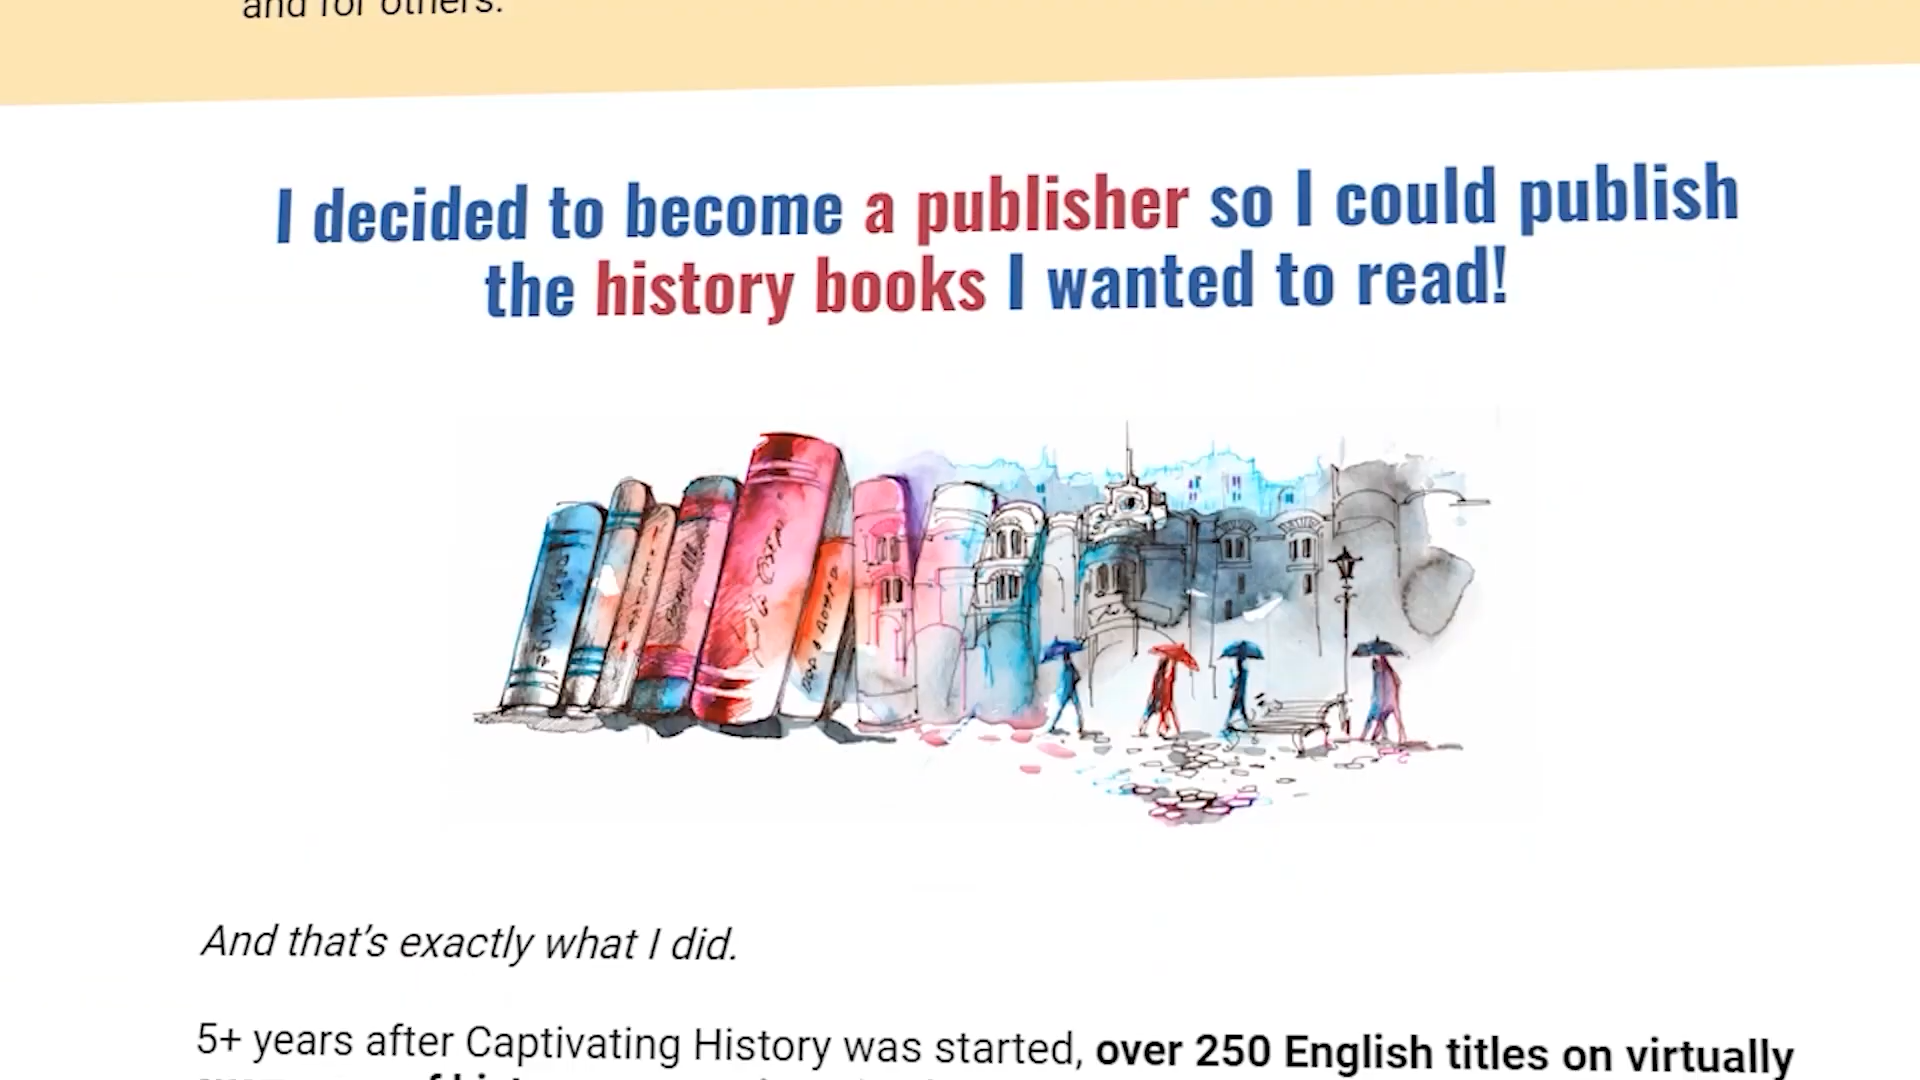 and for others.
I decided to become a publisher so I could publish
the history books I wanted to read!
And that's exactly what I did.
5+ years after Captivating History was started, over 250 English titles on virtually